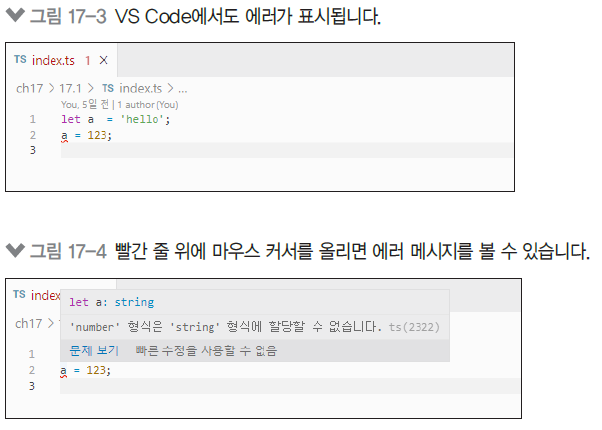 그림 17-3 VS Code에서도 에러가 표시됩니다.
TS index.ts 1 ×
ch17 > 17.1 > TS index.ts > ...
You, 5일 전 | 1 author (You)
1 let a = 'hello';
2 a = 123;
3
그림 17-4 빨간 줄 위에 마우스 커서를 올리면 에러 메시지를 볼 수 있습니다.
TS index
let a: string
ch17 >
'number' 형식은 'string' 형식에 할당할 수 없습니다. ts(2322)
1 문제 보기 빠른 수정을 사용할 수 없음
2 a = 123;
3